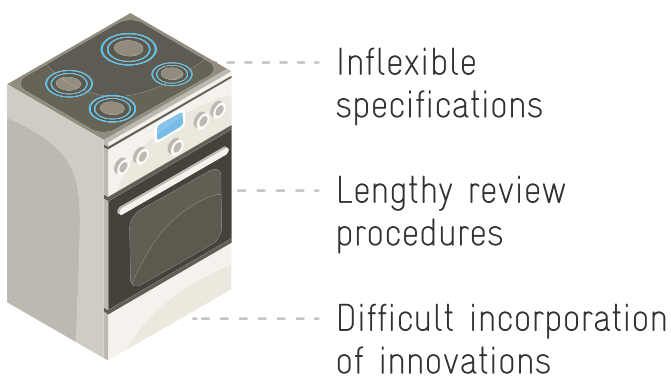 Inflexible
specifications
Lengthy review
procedures
Difficult incorporation
of innovations